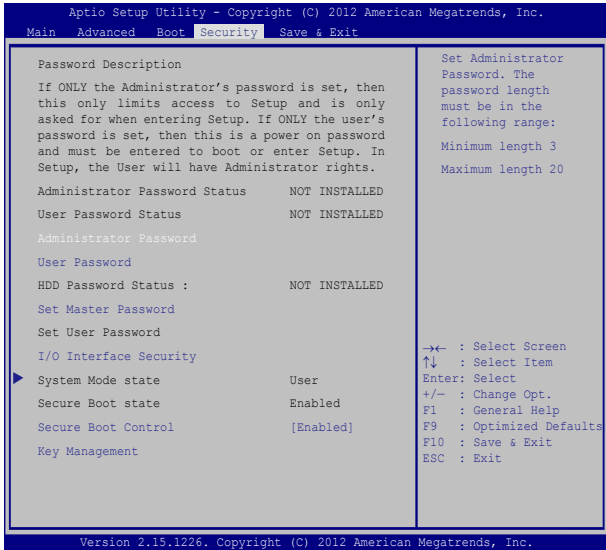 Aptio Setup Utility - Copyright (C) 2012 American Megatrends, Inc.
Main Advanced Boot Security Save & Exit
Password Description
If ONLY the Administrator's password is set, then
this only limits access to Setup and is only
asked for when entering Setup. If ONLY the user's
password is set, then this is a power on password
and must be entered to boot or enter Setup. In
Setup, the User will have Administrator rights.
Administrator Password Status NOT INSTALLED
User Password Status NOT INSTALLED
Administrator Password
User Password
HDD Password Status : NOT INSTALLED
Set Master Password
Set User Password
I/O Interface Security
System Mode state User
Secure Boot state Enabled
Secure Boot Control [Enabled]
Key Management
Set Administrator
Password. The
password length
must be in the
following range:
Minimum length 3
Maximum length 20
→← : Select Screen
↑↓ : Select Item
Enter: Select
+/— : Change Opt.
F1 : General Help
F9 : Optimized Defaults
F10 : Save & Exit
ESC : Exit
Version 2.15.1226. Copyright (C) 2012 American Megatrends, Inc.